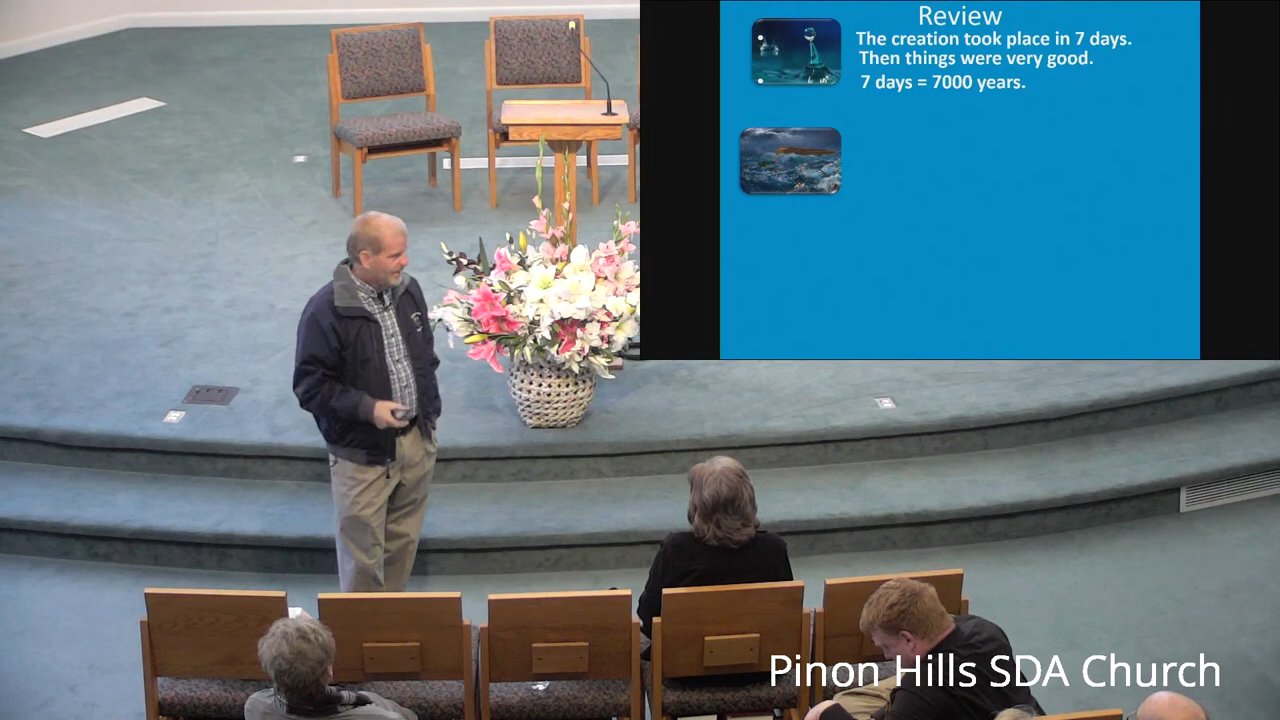 Review
The creation took place in 7 days.
Then things were very good.
7 days = 7000 years.
Pinon Hills SDA Church